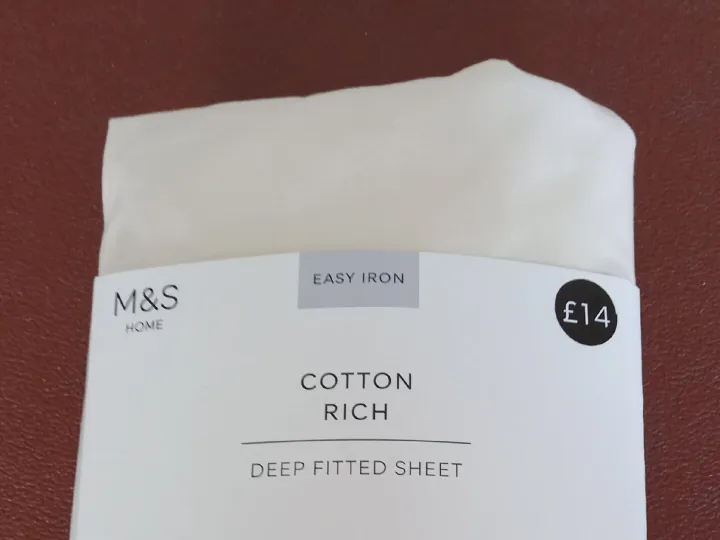 EASY IRON
M&S
HOME
£14
COTTON
RICH
DEEP FITTED SHEET